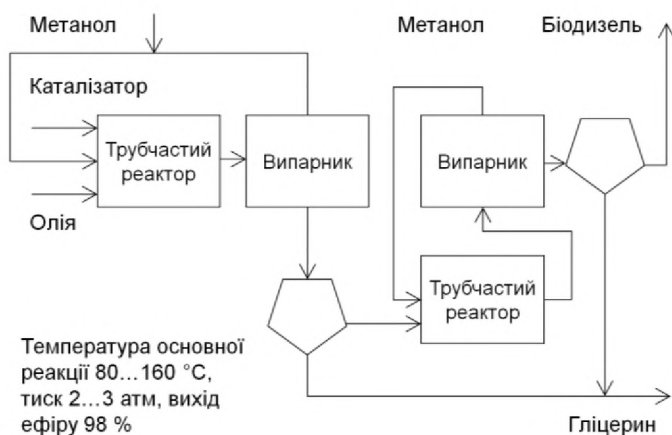 Метанол
Метанол
Біодизель
Каталізатор
Трубчастий
реактор
Випарник
Випарник
Олія
Трубчастий
реактор
Температура основної
реакції 80...160 °С,
тиск 2...3 атм, вихід
ефіру 98 %
Гліцерин